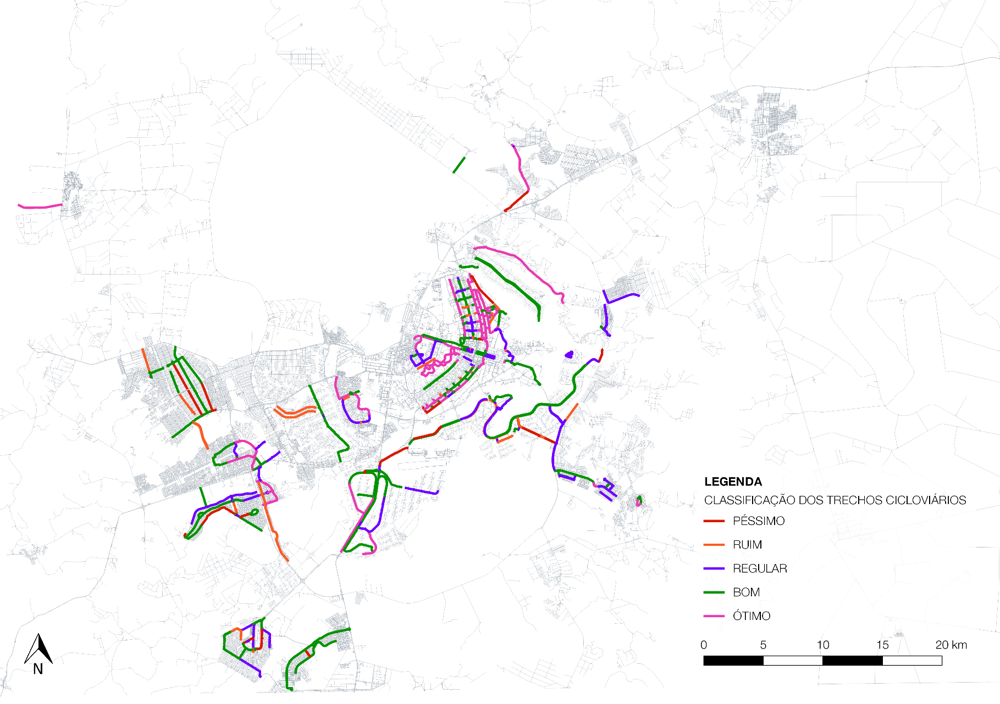 LEGENDA
CLASSIFICAÇÃO DOS TRECHOS CICLOVIÁRIOS
PÉSSIMO
RUIM
REGULAR
BOM
ÓTIMO
0 5 10 15 20 km
N